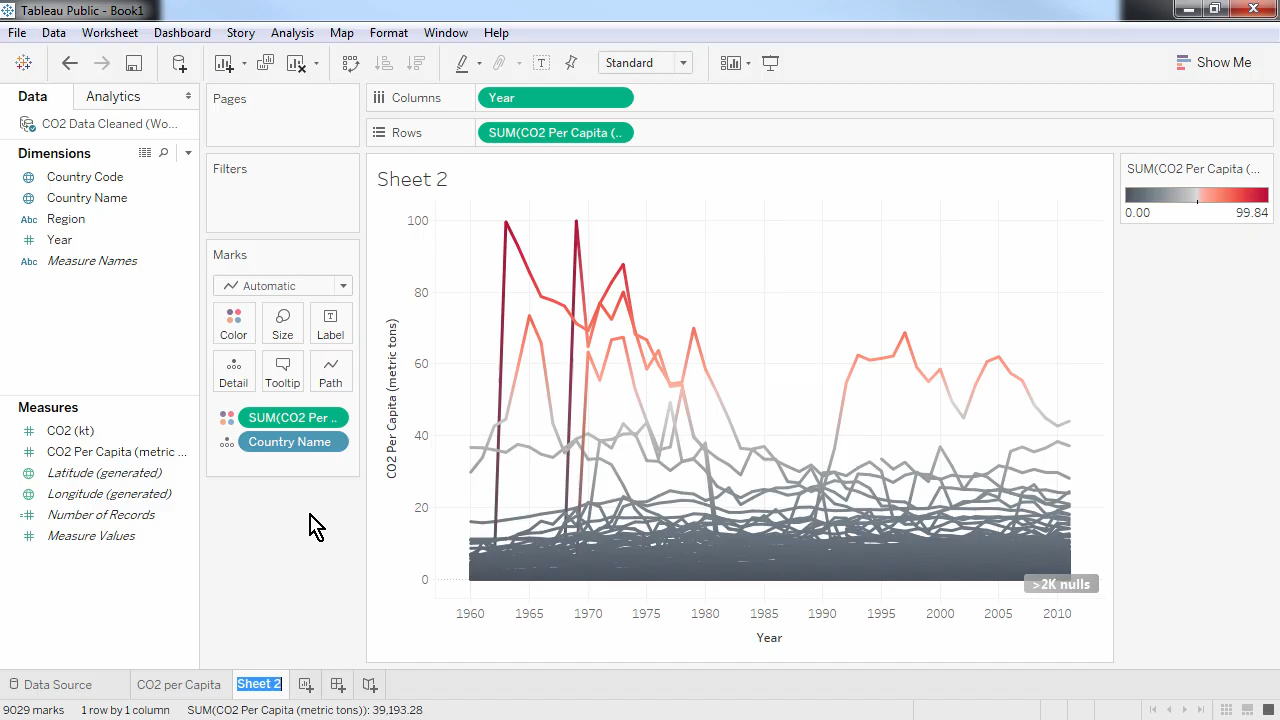 Tableau Public - Book1
File Data Worksheet Dashboard Story Analysis Map Format Window Help
Standard
Show Me
Data Analytics
CO2 Data Cleaned (Wo...
Dimensions
Country Code
Country Name
Abc Region
Year
Abc Measure Names
Measures
CO2 (kt)
CO2 Per Capita (metric ...
Latitude (generated)
Longitude (generated)
Number of Records
Measure Values
Pages
Filters
Marks
Automatic
Color Size Label
Detail Tooltip Path
SUM(CO2 Per ..
Country Name
Columns Year
Rows SUM(CO2 Per Capita (..
Sheet 2
CO2 Per Capita (metric tons)
100
80
60
40
20
0
>2K nulls
1960 1965 1970 1975 1980 1985 1990 1995 2000 2005 2010
Year
SUM(CO2 Per Capita (...
0.00 99.84
Data Source CO2 per Capita Sheet 2
9029 marks 1 row by 1 column SUM(CO2 Per Capita (metric tons)): 39,193.28